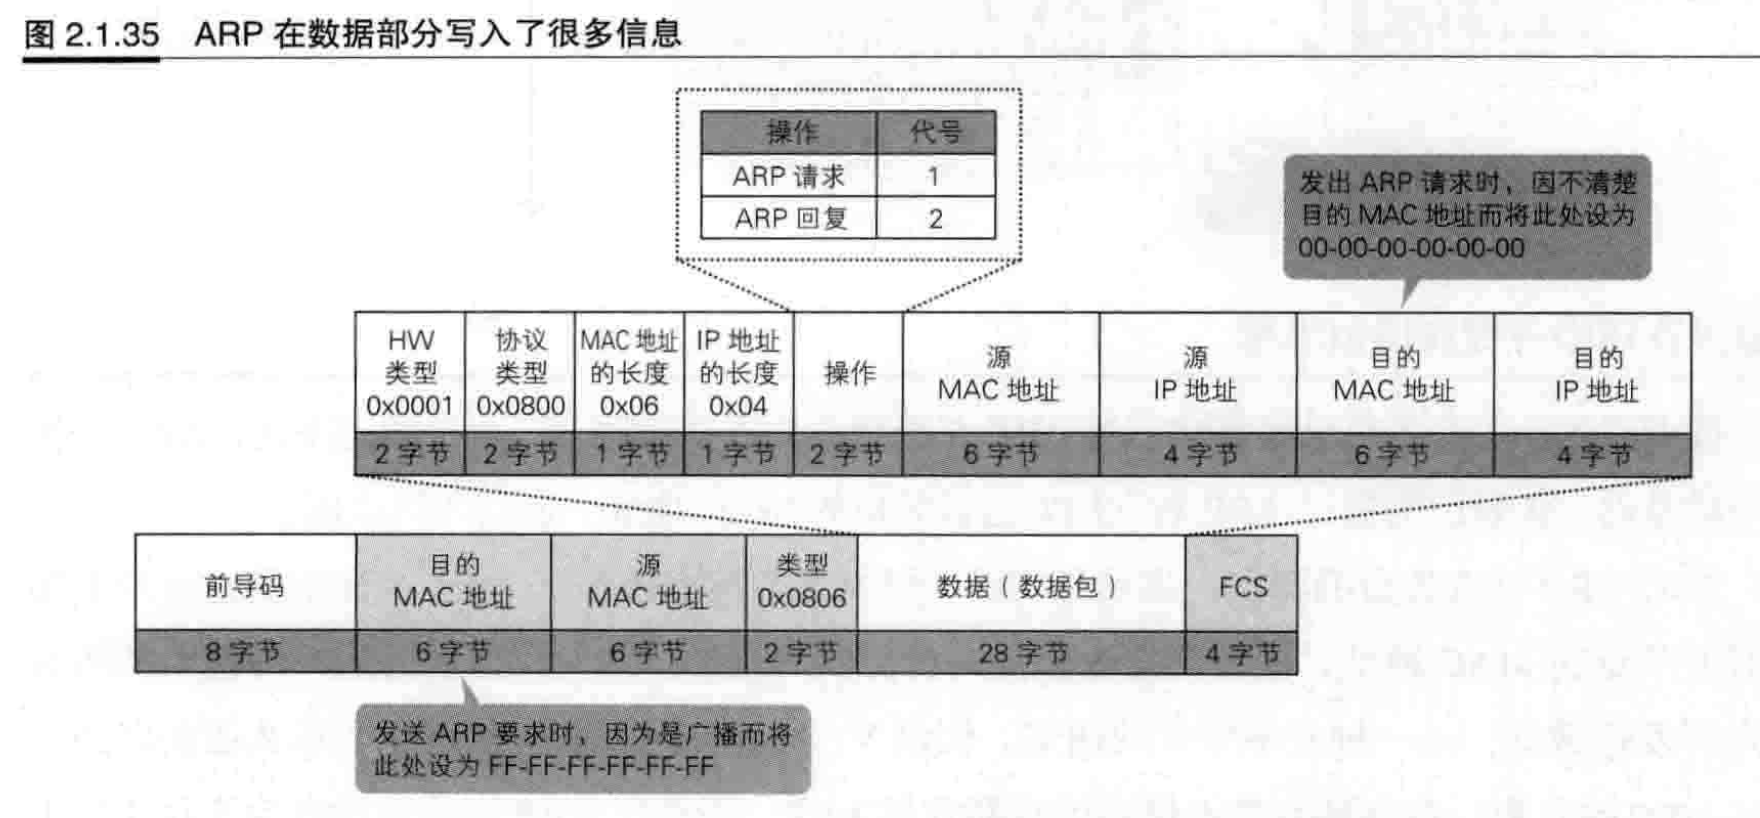 图 2.1.35 ARP 在数据部分写入了很多信息
操作 代号
ARP 请求 1
ARP 回复 2
发出 ARP 请求时，因不清楚
目的 MAC 地址而将此处设为
00-00-00-00-00-00
HW
类型
0x0001
协议
类型
0x0800
MAC 地址
的长度
0x06
IP 地址
的长度
0x04
操作
源
MAC 地址
源
IP 地址
目的
MAC 地址
目的
IP 地址
2 字节 2 字节 1 字节 1 字节 2 字节 6 字节 4 字节 6 字节 4 字节
前导码
目的
MAC 地址
源
MAC 地址
类型
0x0806
数据（数据包）
FCS
8 字节 6 字节 6 字节 2 字节 28 字节 4 字节
发送 ARP 要求时，因为是广播而将
此处设为 FF-FF-FF-FF-FF-FF